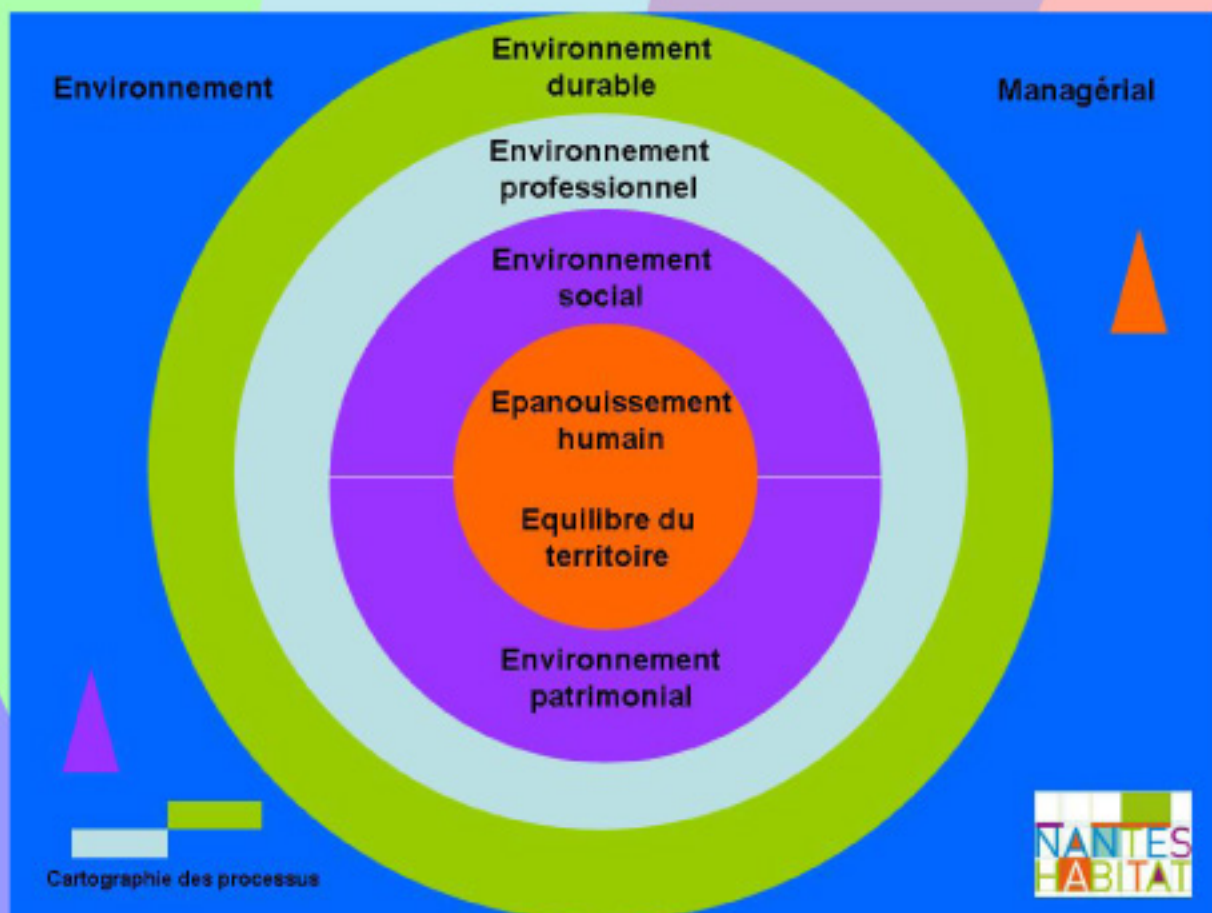 Environnement
durable
Environnement
Managérial
Environnement
professionnel
Environnement
social
Epanouissement
humain
Equilibre du
territoire
Environnement
patrimonial
Cartographie des processus
NANTES
HABITAT